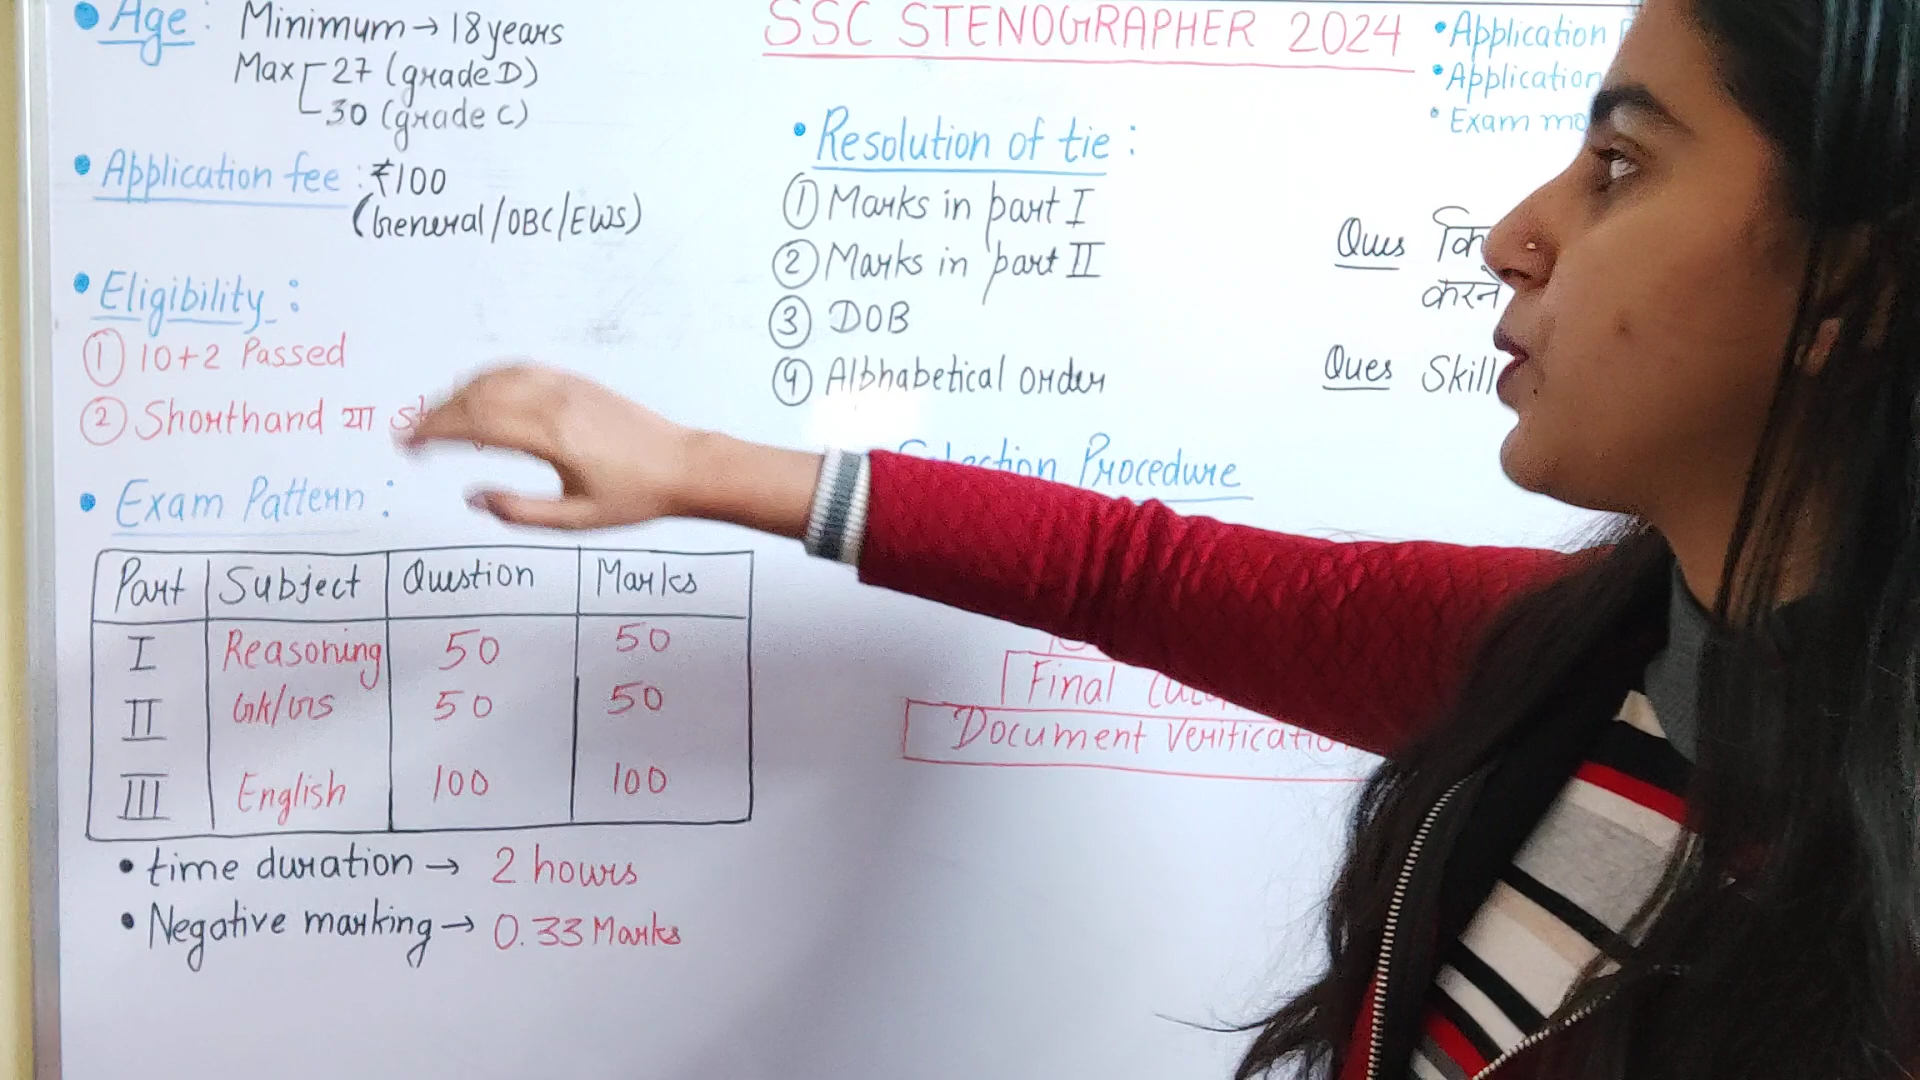 • Age : Minimum → 18 years
Max 27 (grade D)
30 (grade C)
• Application fee : ₹100
(General/OBC/EWS)
• Eligibility :
① 10+2 Passed
② Shorthand या
• Exam Pattern :
Part Subject Question Marks
I Reasoning 50 50
II GK/GS 50 50
III English 100 100
• time duration → 2 hours
• Negative marking → 0.33 Marks
SSC STENOGRAPHER 2024
• Resolution of tie :
① Marks in part I
② Marks in part II
③ DOB
④ Alphabetical order
Selection Procedure
Final
Document Verification
• Application
• Application
• Exam
Ques
करने
Ques Skill